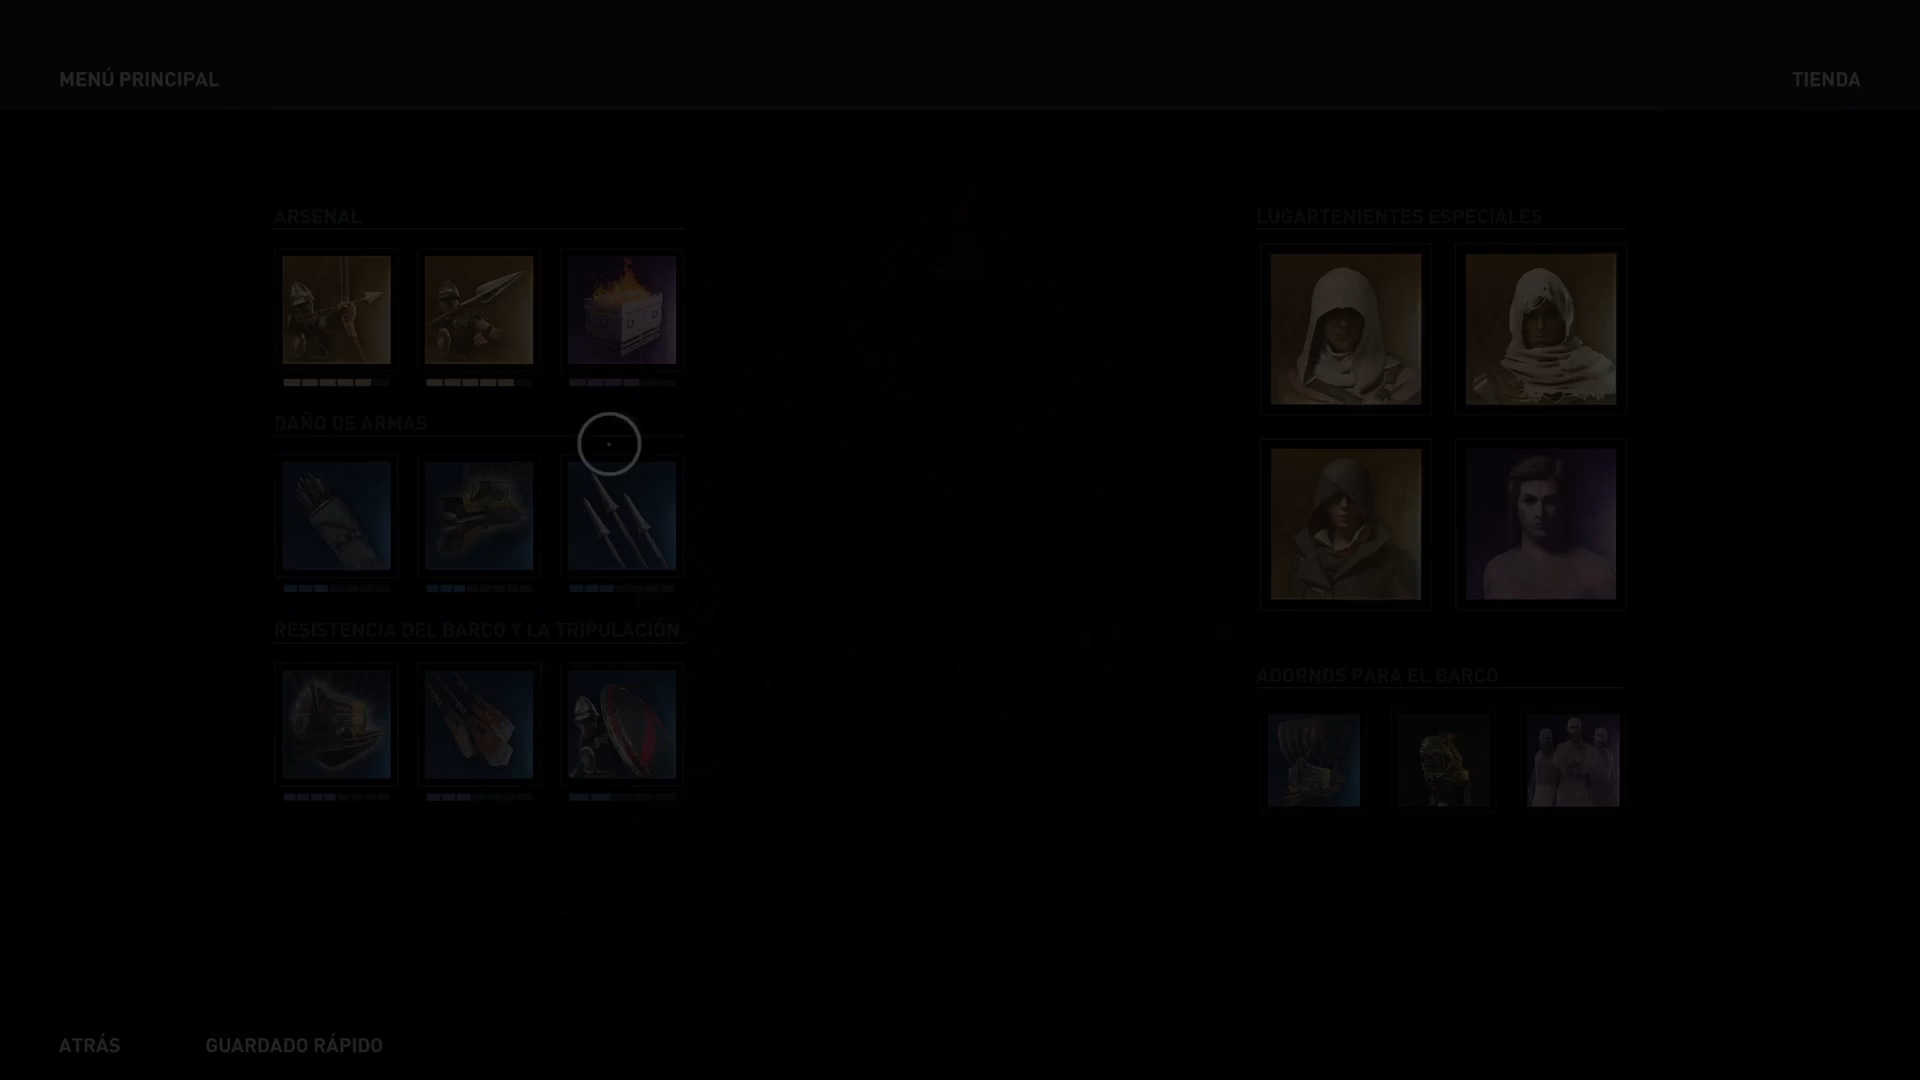 MENÚ PRINCIPAL
TIENDA
ARSENAL
LUGARTENIENTES ESPECIALES
DAÑO DE ARMAS
RESISTENCIA DEL BARCO Y LA TRIPULACIÓN
ADORNOS PARA EL BARCO
ATRÁS
GUARDADO RÁPIDO